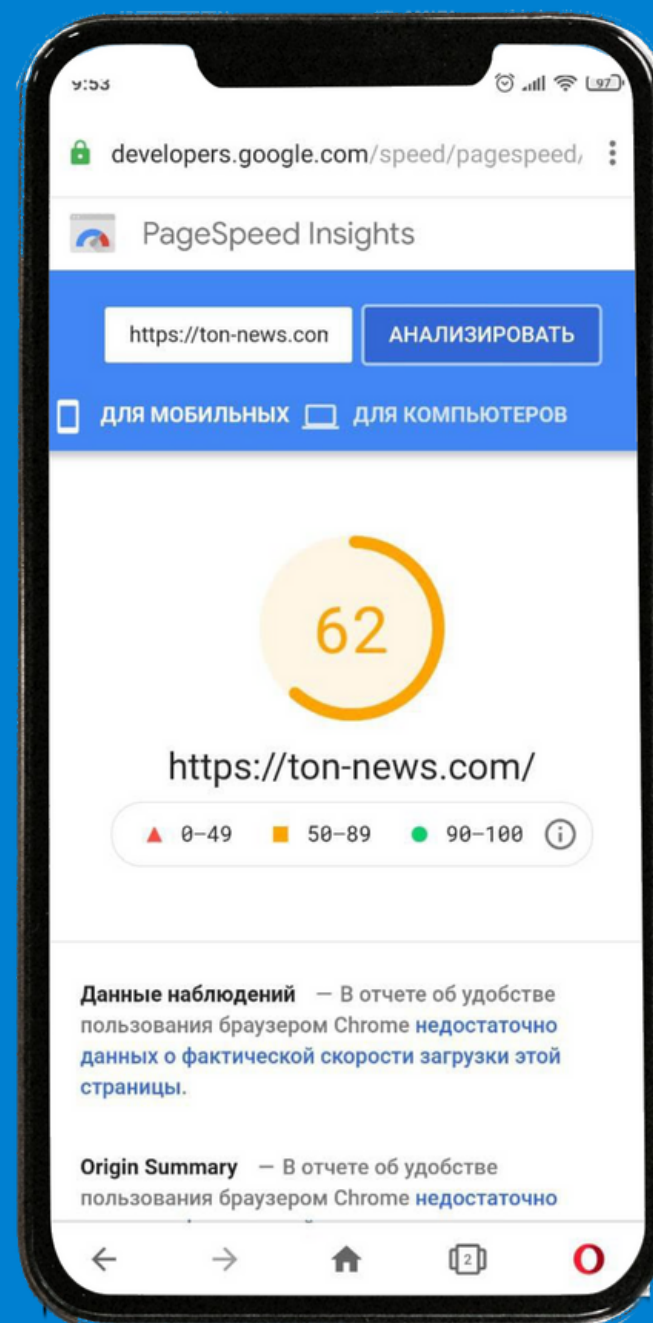 9:53
97
developers.google.com/speed/pagespeed/
PageSpeed Insights
https://ton-news.con
АНАЛИЗИРОВАТЬ
ДЛЯ МОБИЛЬНЫХ ДЛЯ КОМПЬЮТЕРОВ
62
https://ton-news.com/
0–49 50–89 90–100
Данные наблюдений — В отчете об удобстве
пользования браузером Chrome недостаточно
данных о фактической скорости загрузки этой
страницы.
Origin Summary — В отчете об удобстве
пользования браузером Chrome недостаточно
2